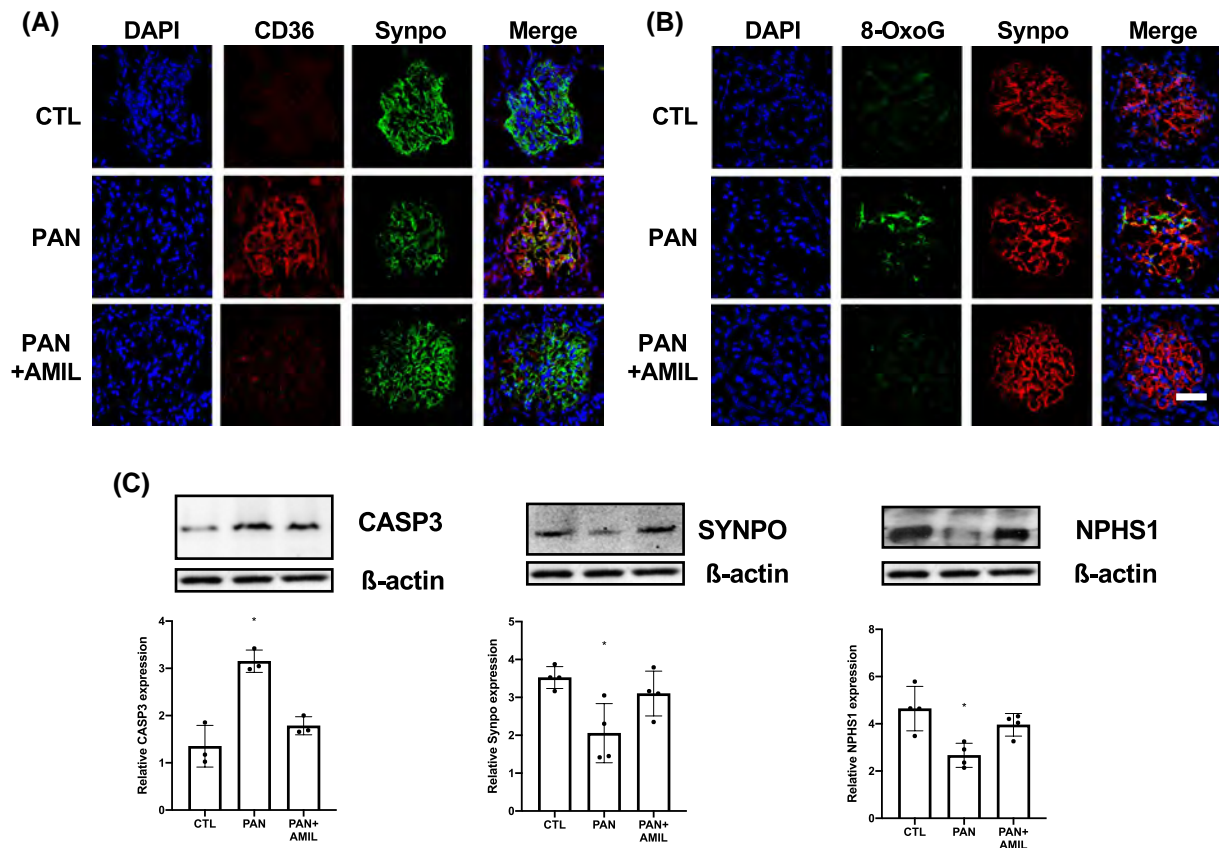 (A)
DAPI CD36 Synpo Merge
CTL
PAN
PAN
+AMIL
(B)
DAPI 8-OxoG Synpo Merge
CTL
PAN
PAN
+AMIL
(C)
CASP3
ß-actin
Relative CASP3 expression
4
3
2
1
0
*
CTL PAN PAN+
AMIL
SYNPO
ß-actin
Relative Synpo expression
5
4
3
2
1
0
*
CTL PAN PAN+
AMIL
NPHS1
ß-actin
Relative NPHS1 expression
8
6
4
2
0
*
CTL PAN PAN+
AMIL